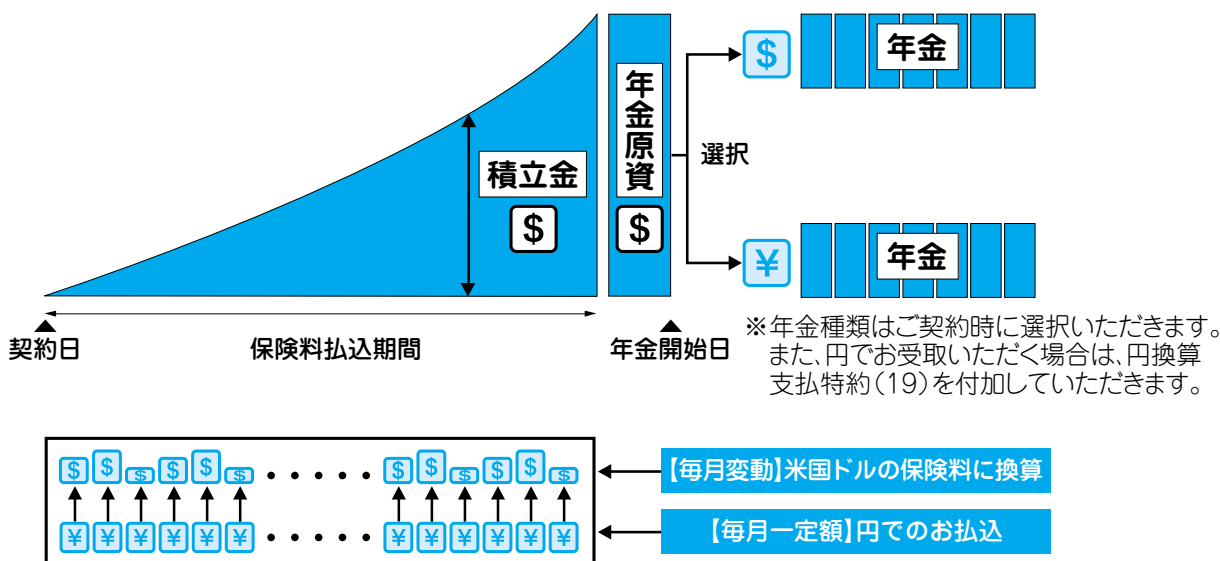 $
年金
年金原資
$
選択
積立金
$
¥
年金
契約日
保険料払込期間
年金開始日
※年金種類はご契約時に選択いただきます。
また、円でお受取いただく場合は、円換算
支払特約(19)を付加していただきます。
$ $ $ $ $ $ ・・・・・ $ $ $ $ $ $
【毎月変動】米国ドルの保険料に換算
¥ ¥ ¥ ¥ ¥ ¥ ・・・・・ ¥ ¥ ¥ ¥ ¥ ¥
【毎月一定額】円でのお払込